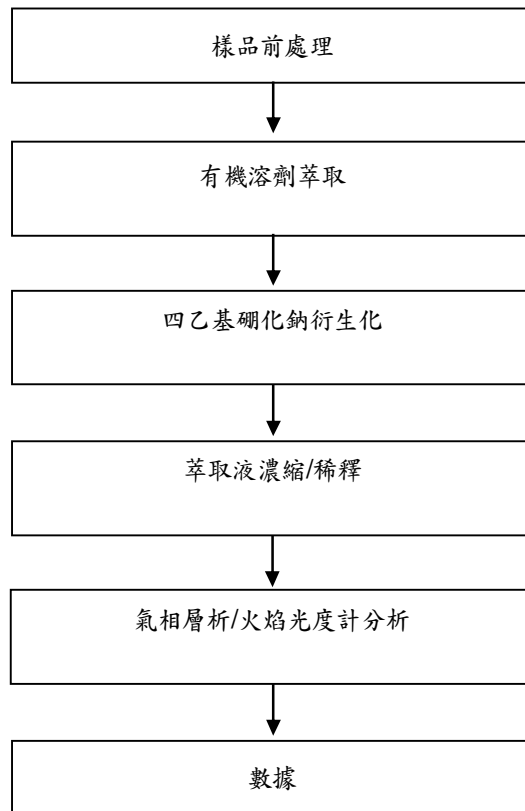 樣品前處理
有機溶劑萃取
四乙基硼化鈉衍生化
萃取液濃縮/稀釋
氣相層析/火焰光度計分析
數據